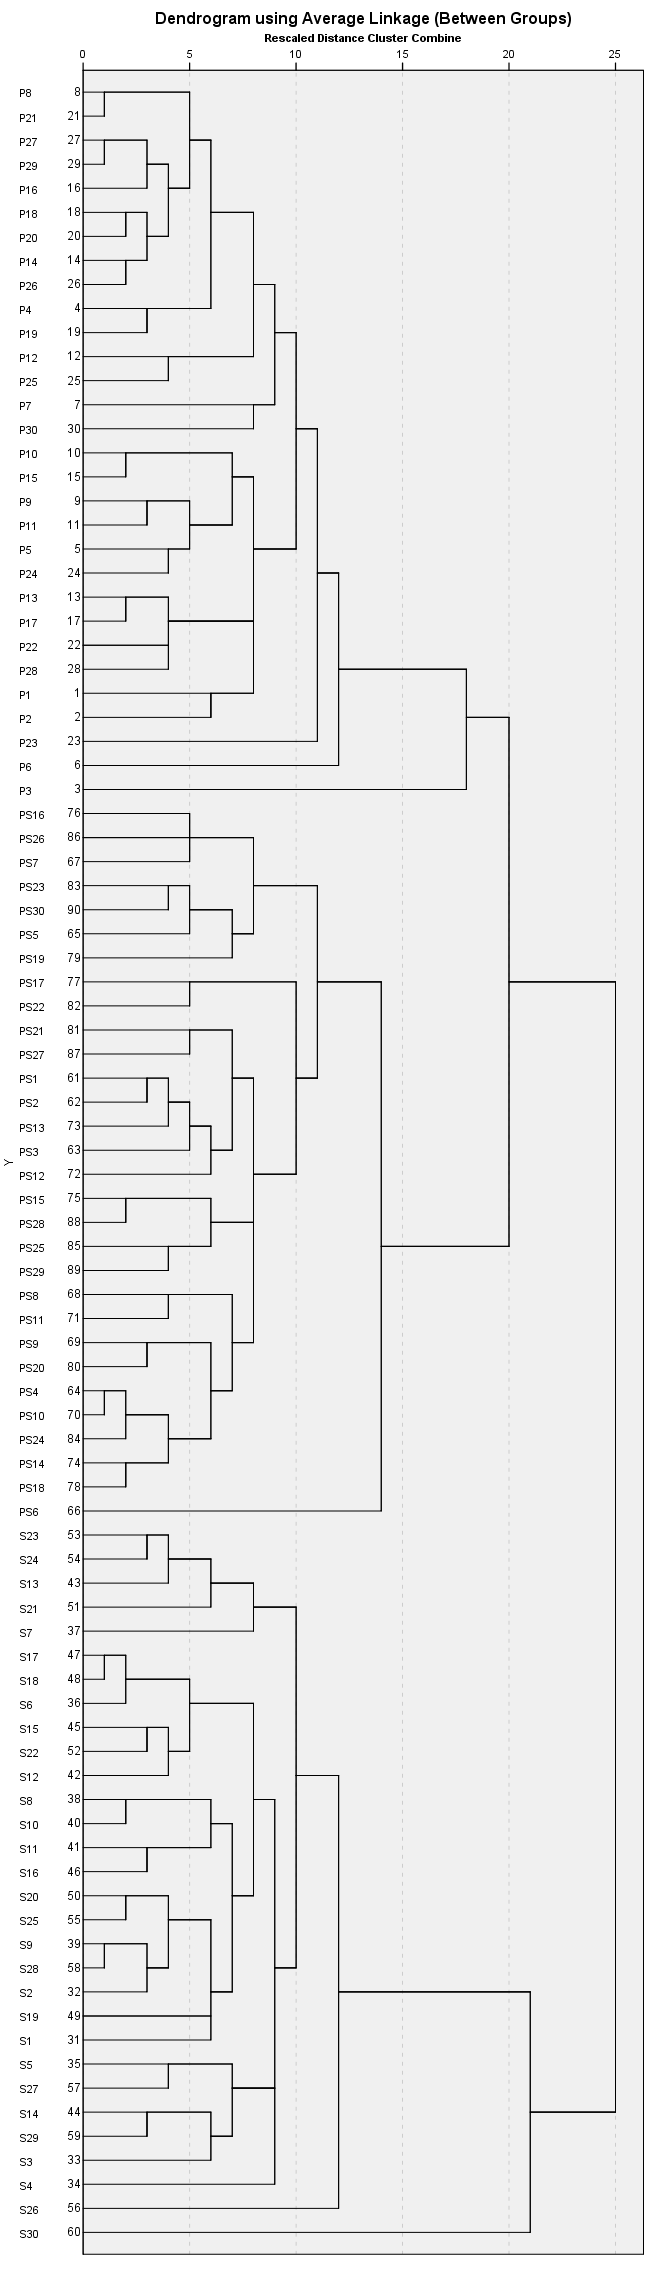 Dendrogram using Average Linkage (Between Groups)
Rescaled Distance Cluster Combine
0 5 10 15 20 25
P8 8
P21 21
P27 27
P29 29
P16 16
P18 18
P20 20
P14 14
P26 26
P4 4
P19 19
P12 12
P25 25
P7 7
P30 30
P10 10
P15 15
P9 9
P11 11
P5 5
P24 24
P13 13
P17 17
P22 22
P28 28
P1 1
P2 2
P23 23
P6 6
P3 3
PS16 76
PS26 86
PS7 67
PS23 83
PS30 90
PS5 65
PS19 79
PS17 77
PS22 82
PS21 81
PS27 87
PS1 61
PS2 62
PS13 73
PS3 63
Y
PS12 72
PS15 75
PS28 88
PS25 85
PS29 89
PS8 68
PS11 71
PS9 69
PS20 80
PS4 64
PS10 70
PS24 84
PS14 74
PS18 78
PS6 66
S23 53
S24 54
S13 43
S21 51
S7 37
S17 47
S18 48
S6 36
S15 45
S22 52
S12 42
S8 38
S10 40
S11 41
S16 46
S20 50
S25 55
S9 39
S28 58
S2 32
S19 49
S1 31
S5 35
S27 57
S14 44
S29 59
S3 33
S4 34
S26 56
S30 60